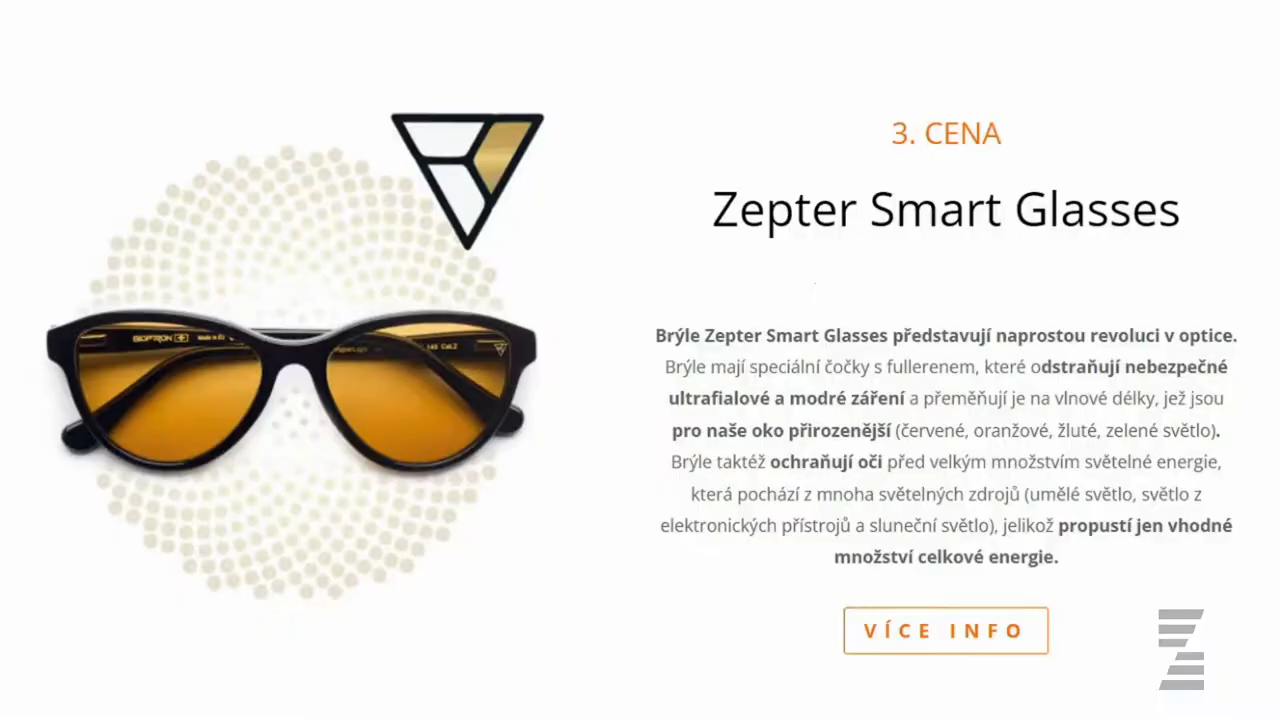 3. CENA
Zepter Smart Glasses
BIOPTRON
Brýle Zepter Smart Glasses představují naprostou revoluci v optice.
Brýle mají speciální čočky s fullerenem, které odstraňují nebezpečné
ultrafialové a modré záření a přeměňují je na vlnové délky, jež jsou
pro naše oko přirozenější (červené, oranžové, žluté, zelené světlo).
Brýle taktéž ochraňují oči před velkým množstvím světelné energie,
která pochází z mnoha světelných zdrojů (umělé světlo, světlo z
elektronických přístrojů a sluneční světlo), jelikož propustí jen vhodné
množství celkové energie.
VÍCE INFO